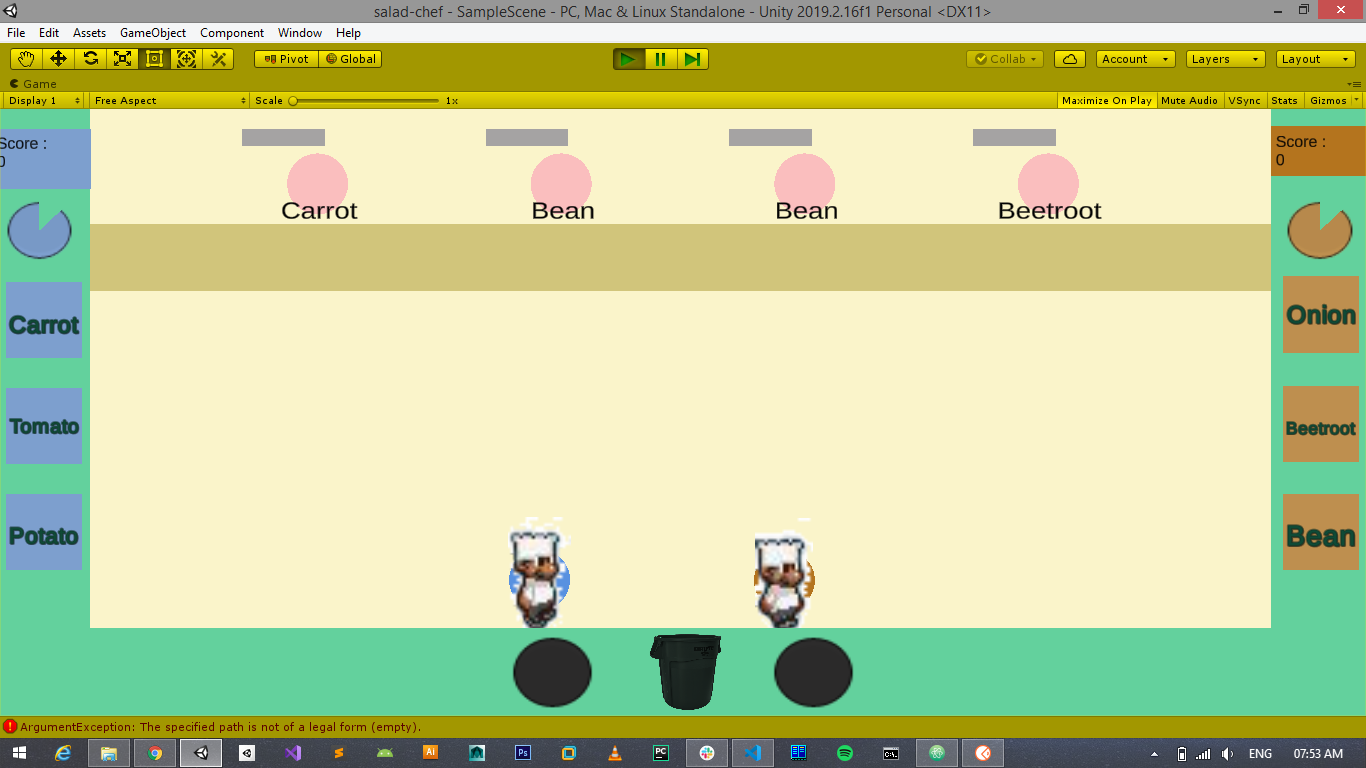 salad-chef - SampleScene - PC, Mac & Linux Standalone - Unity 2019.2.16f1 Personal <DX11>
File Edit Assets GameObject Component Window Help
Pivot Global Collab Account Layers Layout
Game
Display 1 Free Aspect Scale 1x Maximize On Play Mute Audio VSync Stats Gizmos
Score :
0
Score :
0
Carrot Bean Bean Beetroot
Carrot
Onion
Tomato
Beetroot
Potato
Bean
ArgumentException: The specified path is not of a legal form (empty).
Ai Ps PC ENG 07:53 AM